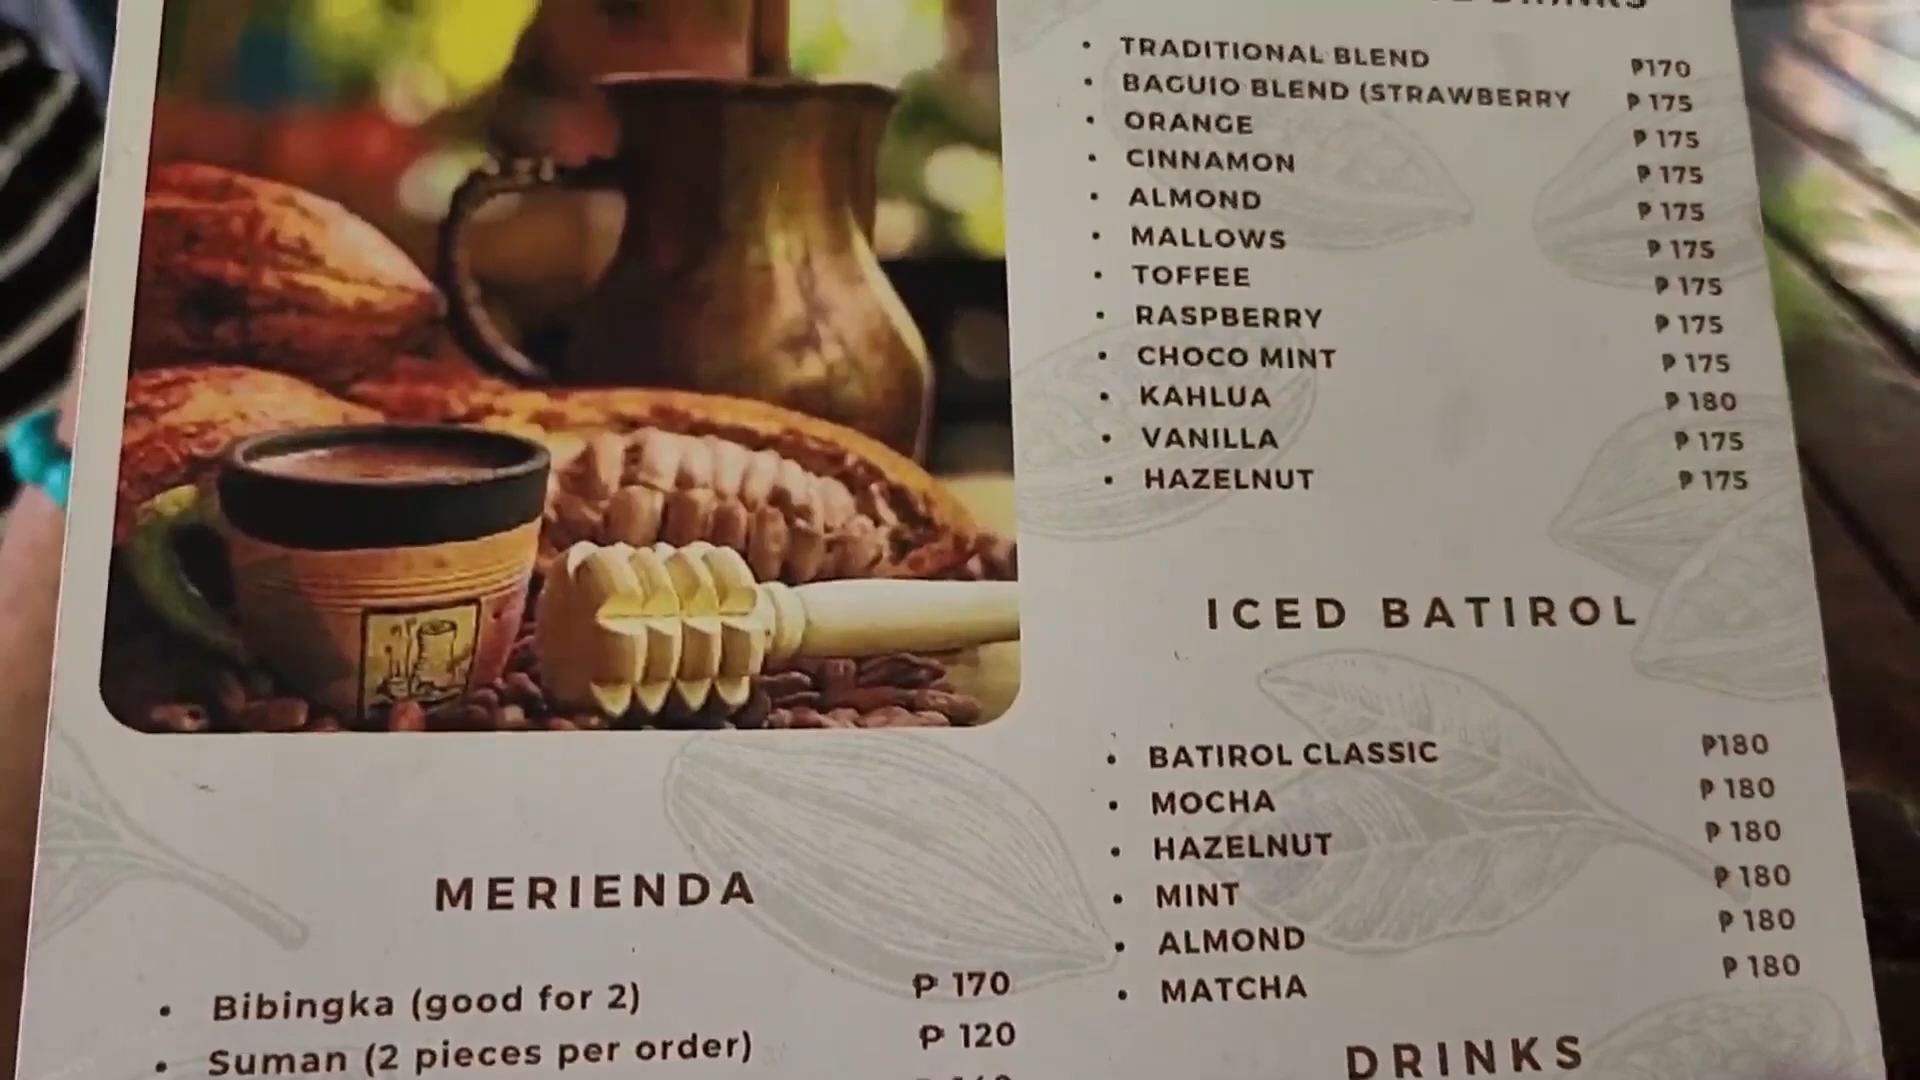 DRINKS
• TRADITIONAL BLEND ₱170
• BAGUIO BLEND (STRAWBERRY ₱ 175
• ORANGE ₱ 175
• CINNAMON ₱ 175
• ALMOND ₱ 175
• MALLOWS ₱ 175
• TOFFEE ₱ 175
• RASPBERRY ₱ 175
• CHOCO MINT ₱ 175
• KAHLUA ₱ 180
• VANILLA ₱ 175
• HAZELNUT ₱ 175
ICED BATIROL
• BATIROL CLASSIC ₱180
• MOCHA ₱ 180
• HAZELNUT ₱ 180
• MINT ₱ 180
• ALMOND ₱ 180
• MATCHA ₱ 180
DRINKS
MERIENDA
• Bibingka (good for 2) ₱ 170
• Suman (2 pieces per order) ₱ 120